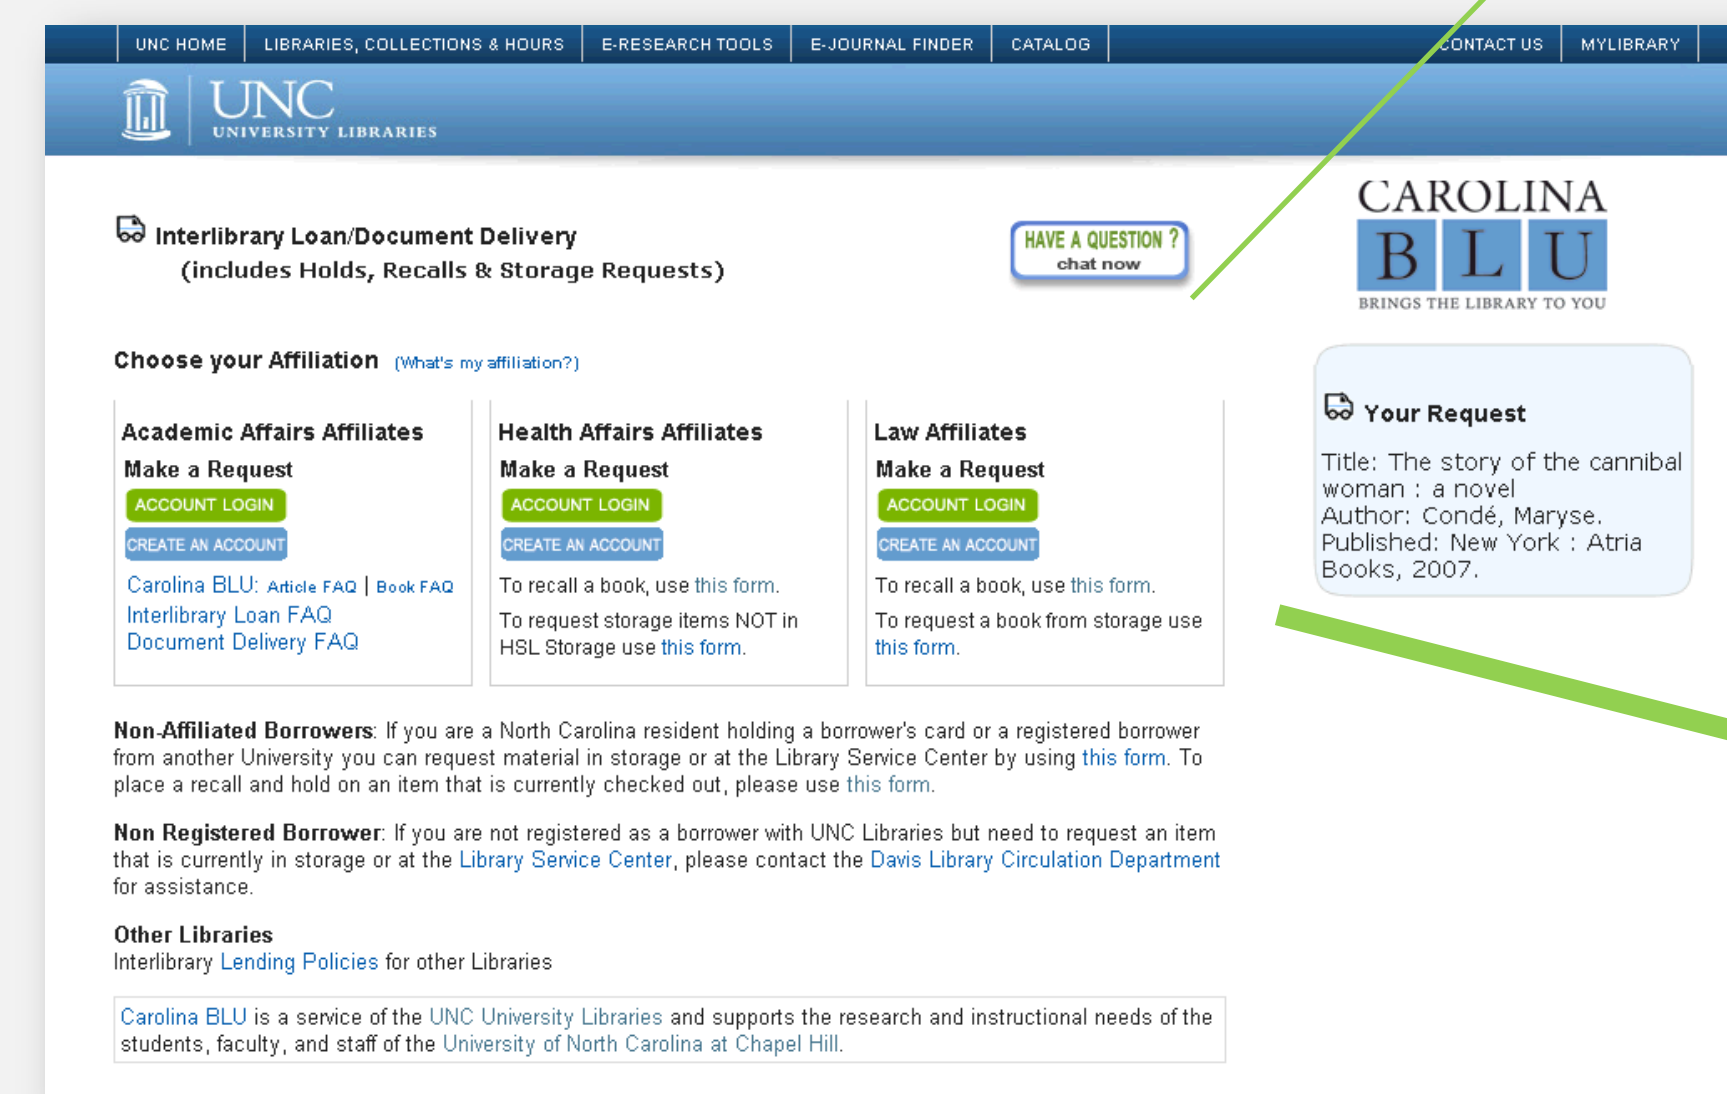 UNC HOME LIBRARIES, COLLECTIONS & HOURS E-RESEARCH TOOLS E-JOURNAL FINDER CATALOG CONTACT US MYLIBRARY
UNC
UNIVERSITY LIBRARIES
Interlibrary Loan/Document Delivery
(includes Holds, Recalls & Storage Requests)
HAVE A QUESTION ?
chat now
CAROLINA
BLU
BRINGS THE LIBRARY TO YOU
Choose your Affiliation (What's my affiliation?)
Academic Affairs Affiliates
Make a Request
ACCOUNT LOGIN
CREATE AN ACCOUNT
Carolina BLU: Article FAQ | Book FAQ
Interlibrary Loan FAQ
Document Delivery FAQ
Health Affairs Affiliates
Make a Request
ACCOUNT LOGIN
CREATE AN ACCOUNT
To recall a book, use this form.
To request storage items NOT in
HSL Storage use this form.
Law Affiliates
Make a Request
ACCOUNT LOGIN
CREATE AN ACCOUNT
To recall a book, use this form.
To request a book from storage use
this form.
Your Request
Title: The story of the cannibal
woman : a novel
Author: Condé, Maryse.
Published: New York : Atria
Books, 2007.
Non-Affiliated Borrowers: If you are a North Carolina resident holding a borrower's card or a registered borrower
from another University you can request material in storage or at the Library Service Center by using this form. To
place a recall and hold on an item that is currently checked out, please use this form.
Non Registered Borrower: If you are not registered as a borrower with UNC Libraries but need to request an item
that is currently in storage or at the Library Service Center, please contact the Davis Library Circulation Department
for assistance.
Other Libraries
Interlibrary Lending Policies for other Libraries
Carolina BLU is a service of the UNC University Libraries and supports the research and instructional needs of the
students, faculty, and staff of the University of North Carolina at Chapel Hill.